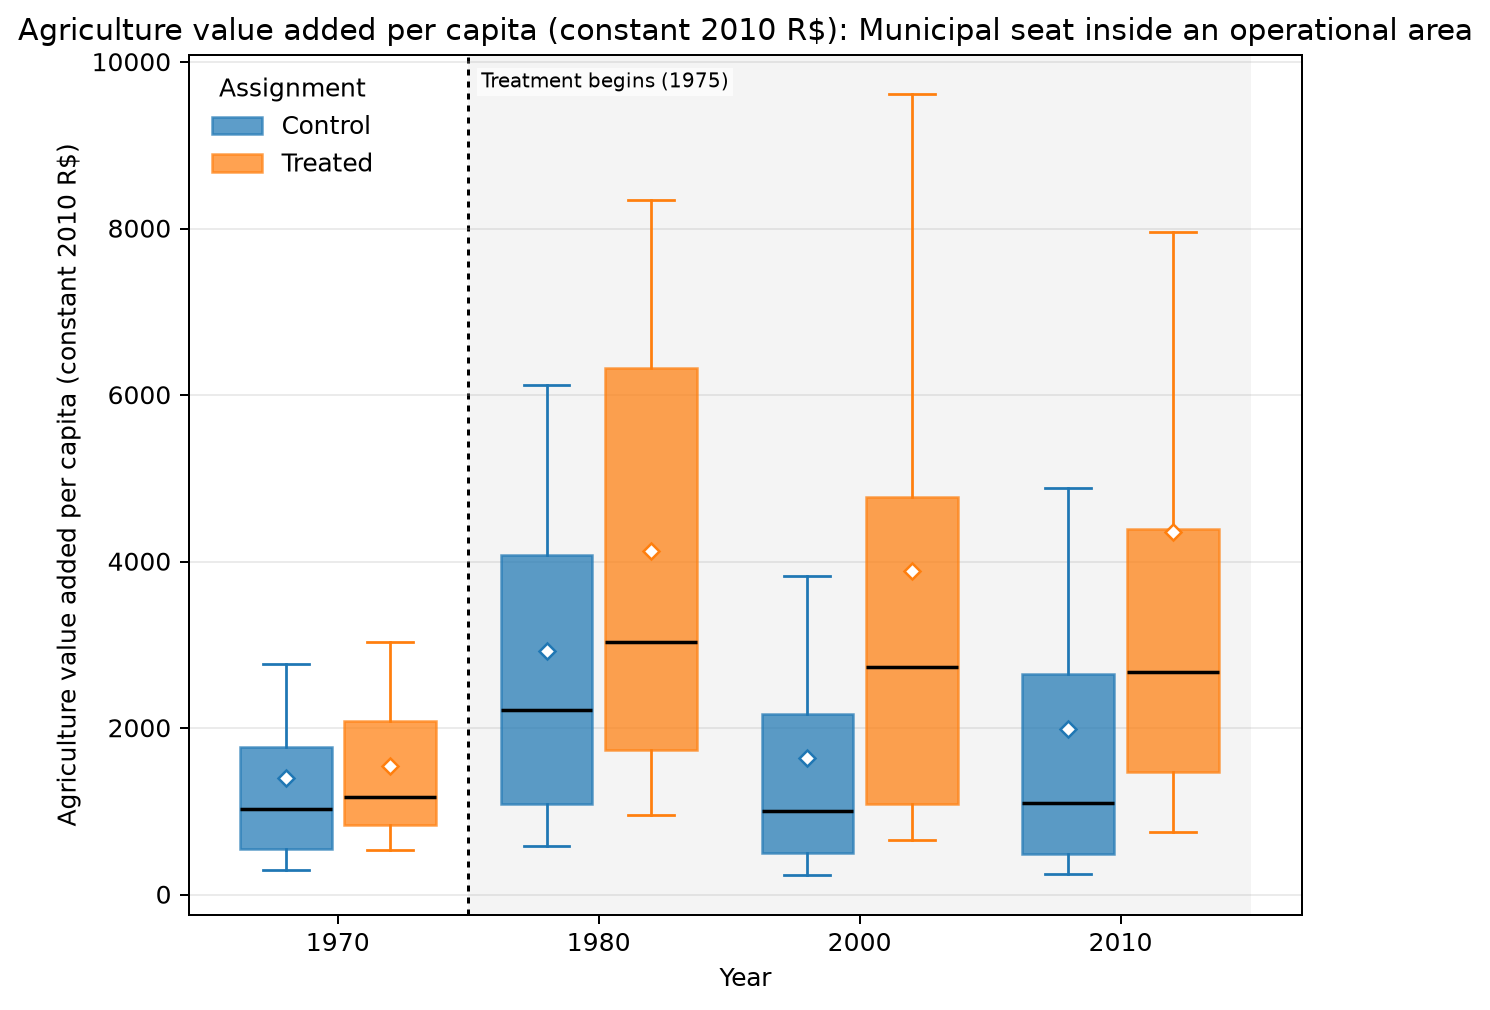 Agriculture value added per capita (constant 2010 R$): Municipal seat inside an operational area
Agriculture value added per capita (constant 2010 R$)
10000
8000
6000
4000
2000
0
Assignment
Control
Treated
Treatment begins (1975)
1970
1980
2000
2010
Year